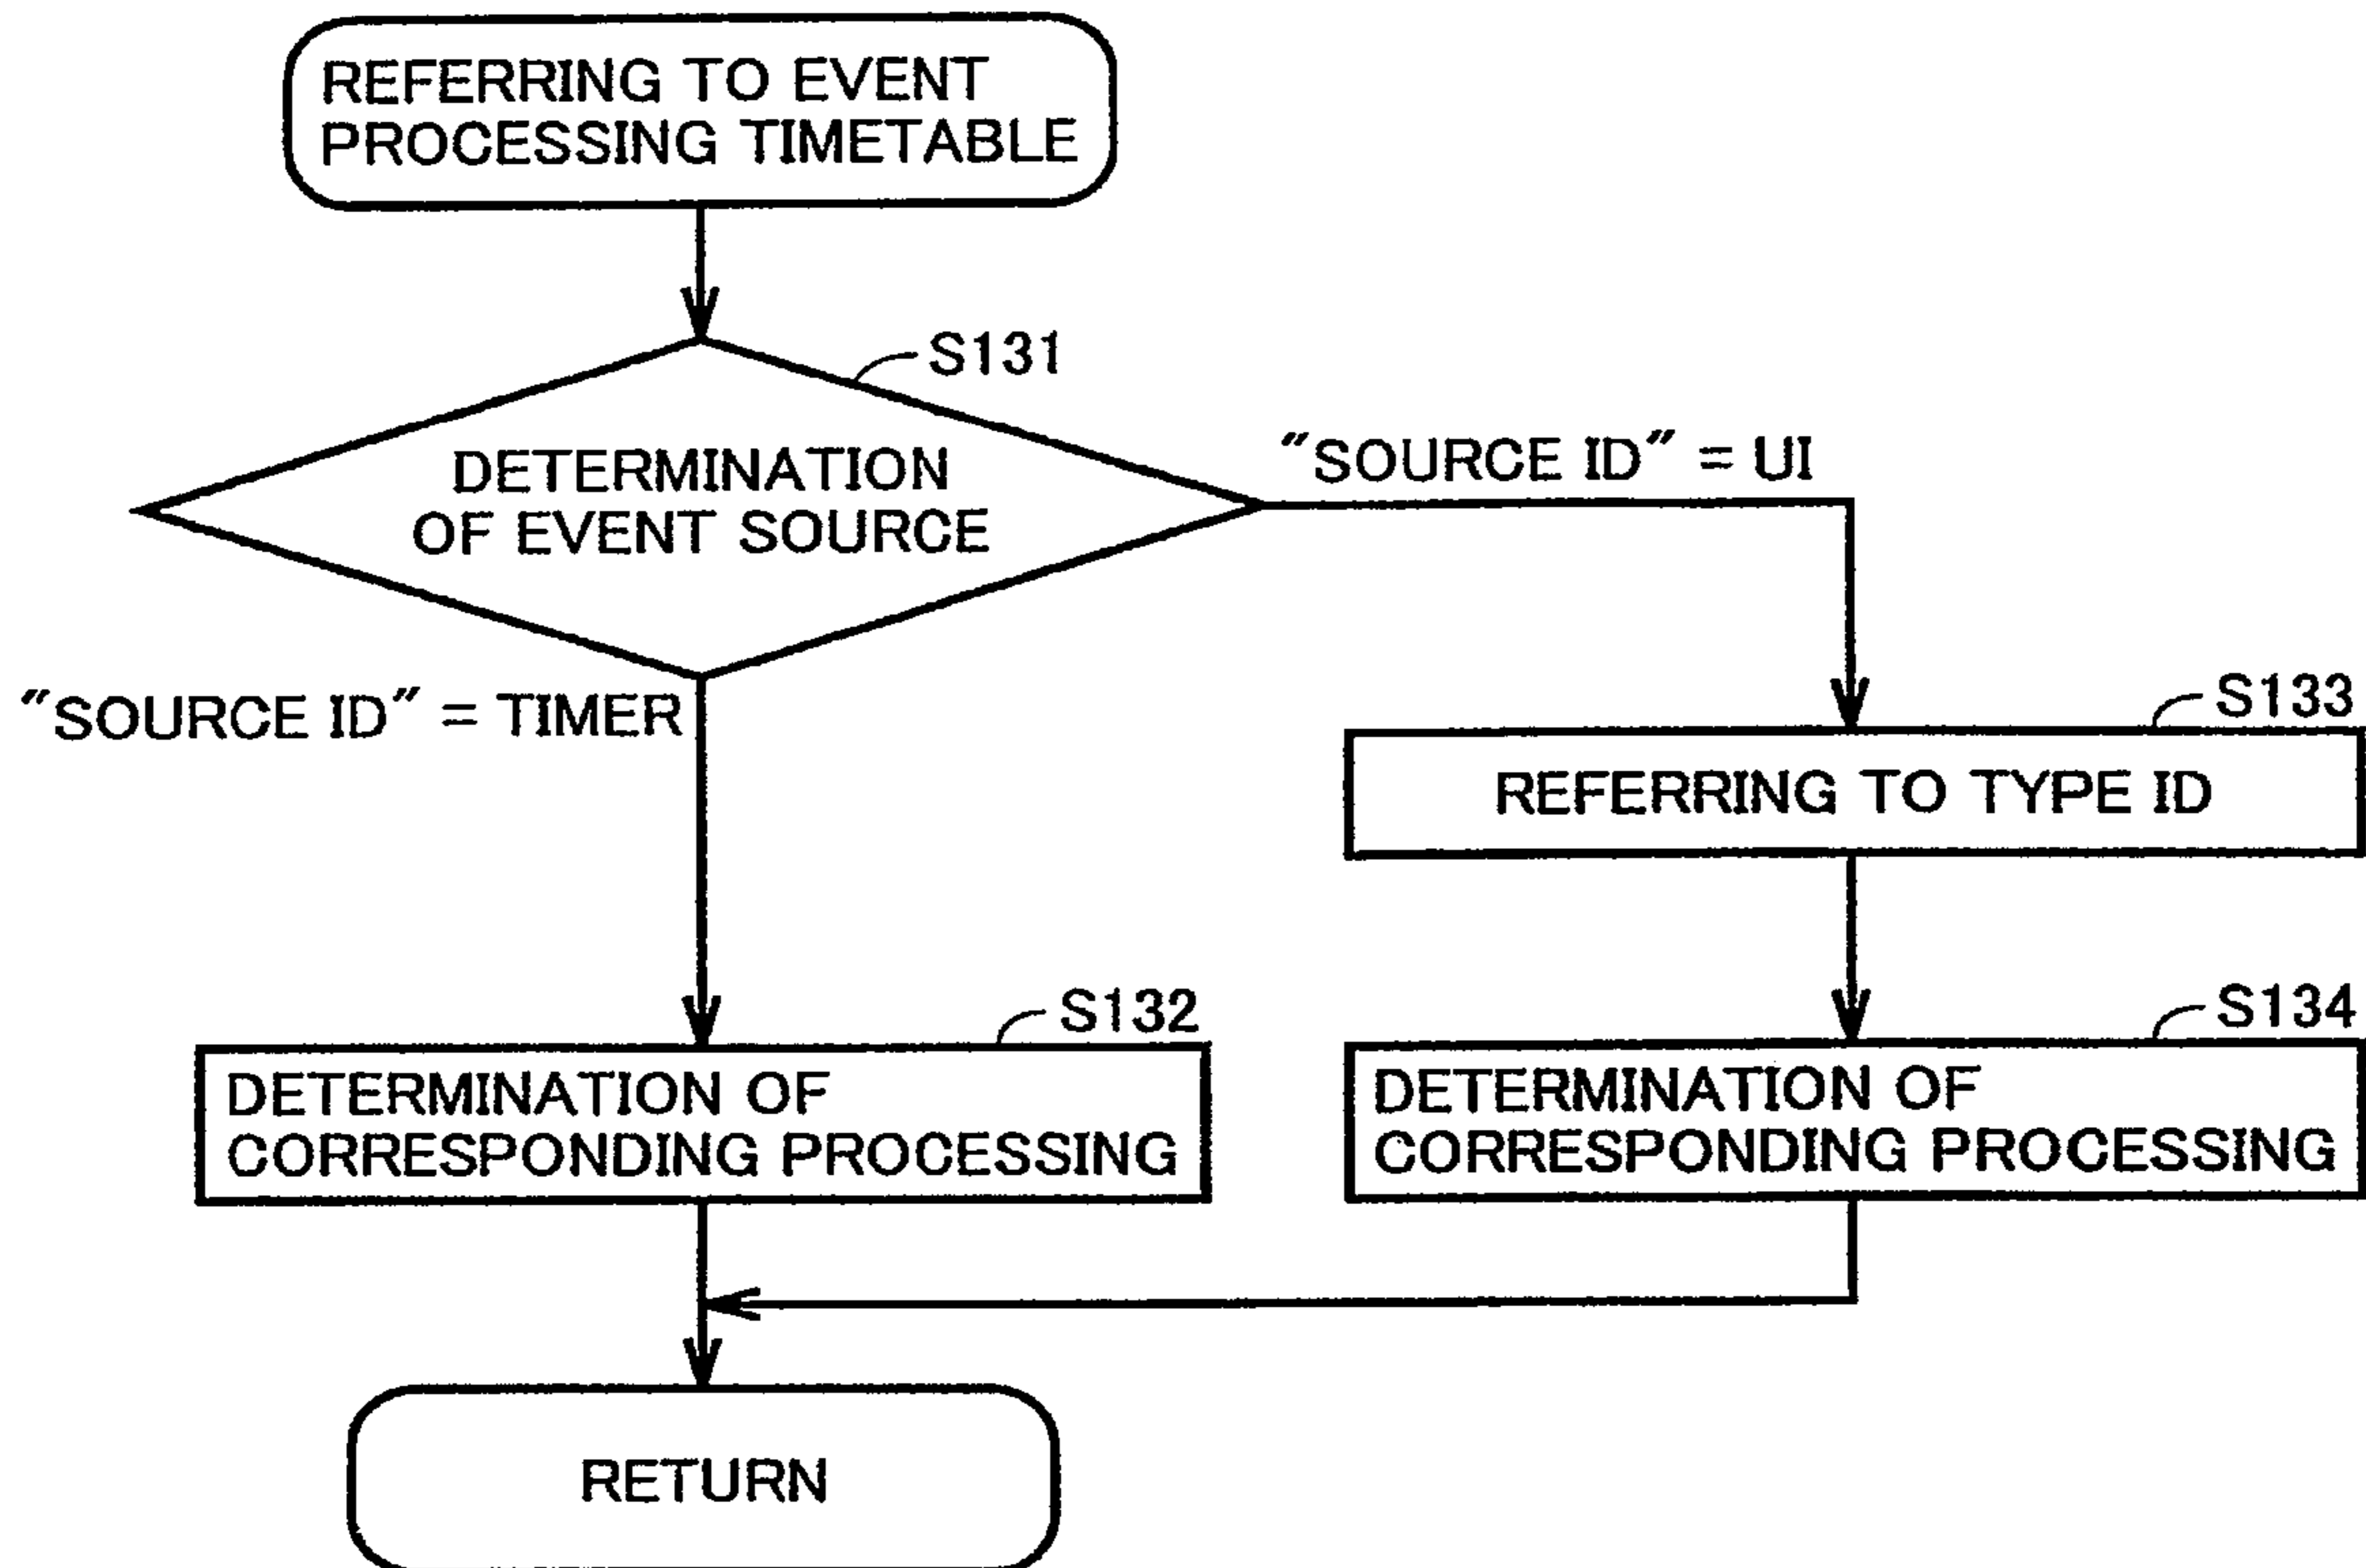 REFERRING TO EVENT
PROCESSING TIMETABLE
S131
DETERMINATION
OF EVENT SOURCE
"SOURCE ID" = UI
"SOURCE ID" = TIMER
S133
REFERRING TO TYPE ID
S132
DETERMINATION OF
CORRESPONDING PROCESSING
S134
DETERMINATION OF
CORRESPONDING PROCESSING
RETURN